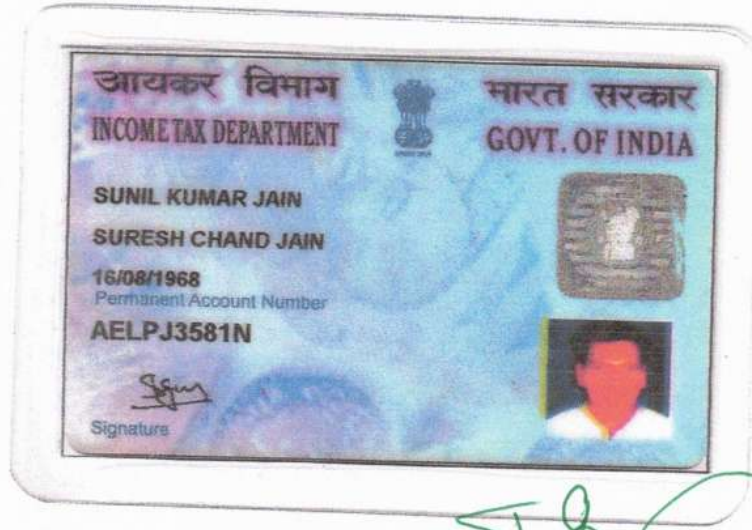 आयकर विभाग
INCOME TAX DEPARTMENT
भारत सरकार
GOVT. OF INDIA
SUNIL KUMAR JAIN
SURESH CHAND JAIN
16/08/1968
Permanent Account Number
AELPJ3581N
Signature